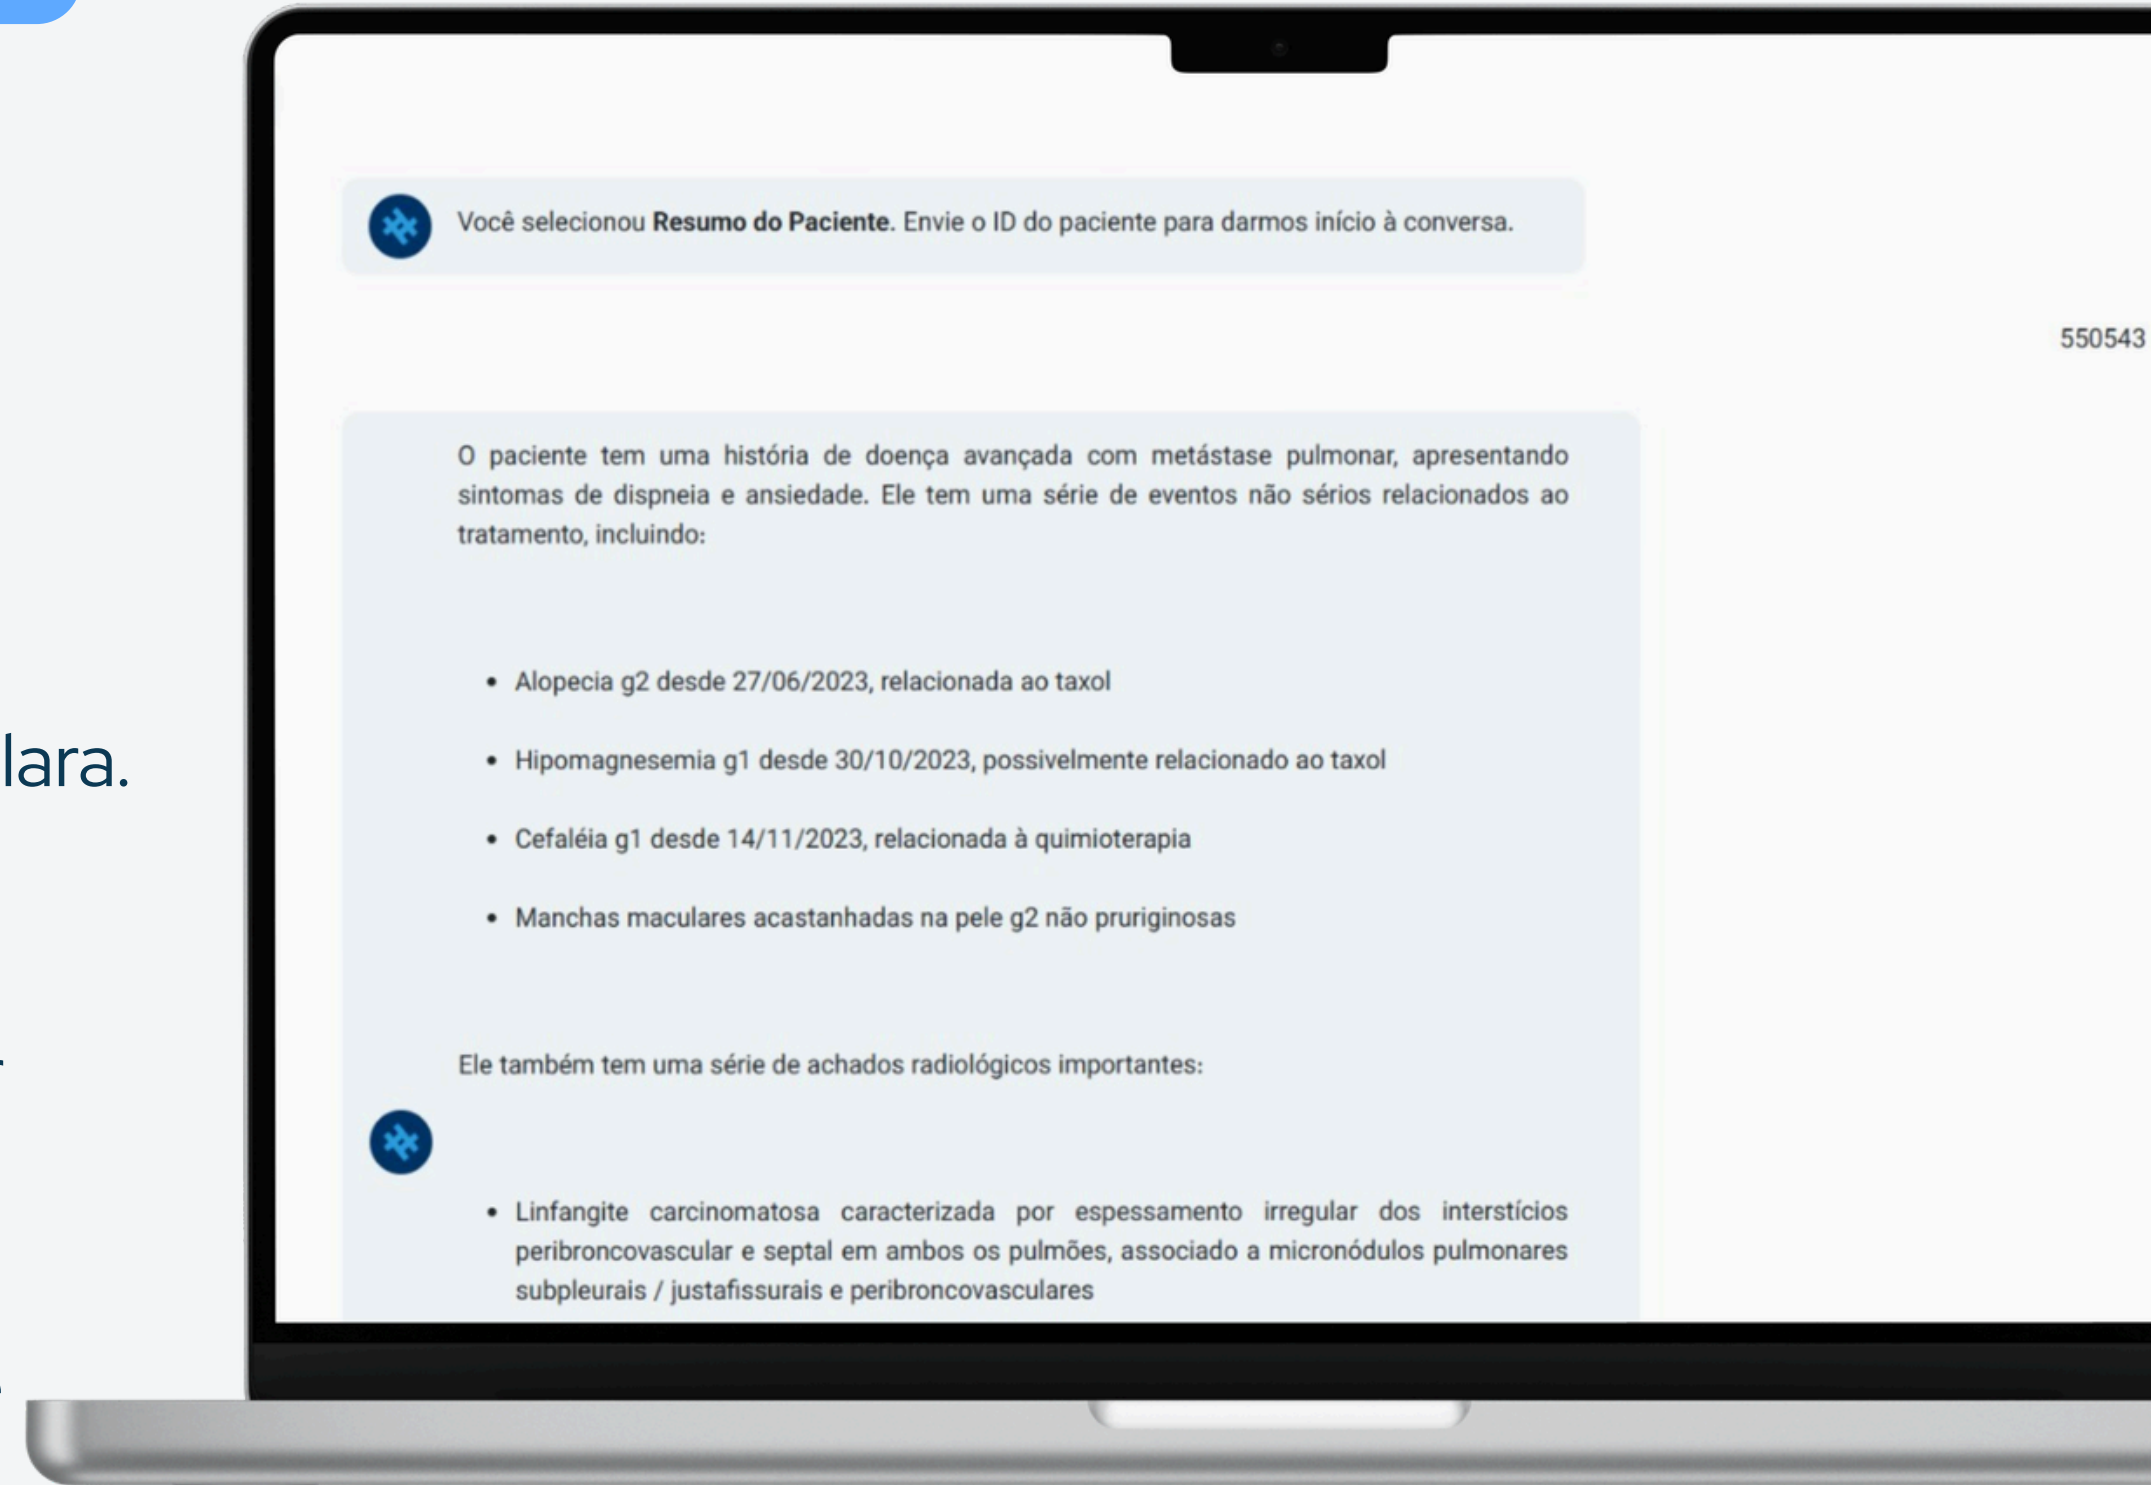 Você selecionou Resumo do Paciente. Envie o ID do paciente para darmos início à conversa.
550543
O paciente tem uma história de doença avançada com metástase pulmonar, apresentando
sintomas de dispneia e ansiedade. Ele tem uma série de eventos não sérios relacionados ao
tratamento, incluindo:
• Alopecia g2 desde 27/06/2023, relacionada ao taxol
lara.
• Hipomagnesemia g1 desde 30/10/2023, possivelmente relacionado ao taxol
• Cefaléia g1 desde 14/11/2023, relacionada à quimioterapia
• Manchas maculares acastanhadas na pele g2 não pruriginosas
Ele também tem uma série de achados radiológicos importantes:
• Linfangite carcinomatosa caracterizada por espessamento irregular dos interstícios
peribroncovascular e septal em ambos os pulmões, associado a micronódulos pulmonares
subpleurais / justafissurais e peribroncovasculares